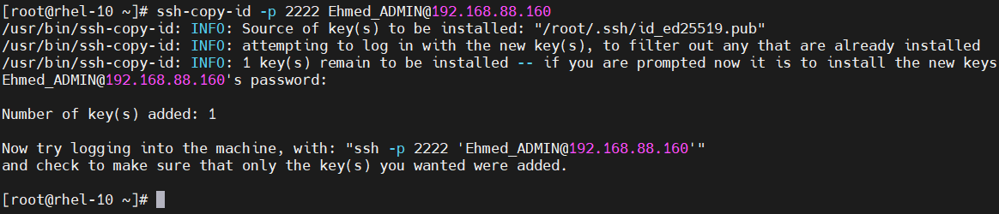 [root@rhel-10 ~]# ssh-copy-id -p 2222 Ehmed_ADMIN@192.168.88.160
/usr/bin/ssh-copy-id: INFO: Source of key(s) to be installed: "/root/.ssh/id_ed25519.pub"
/usr/bin/ssh-copy-id: INFO: attempting to log in with the new key(s), to filter out any that are already installed
/usr/bin/ssh-copy-id: INFO: 1 key(s) remain to be installed -- if you are prompted now it is to install the new keys
Ehmed_ADMIN@192.168.88.160's password:

Number of key(s) added: 1

Now try logging into the machine, with: "ssh -p 2222 'Ehmed_ADMIN@192.168.88.160'"
and check to make sure that only the key(s) you wanted were added.

[root@rhel-10 ~]#